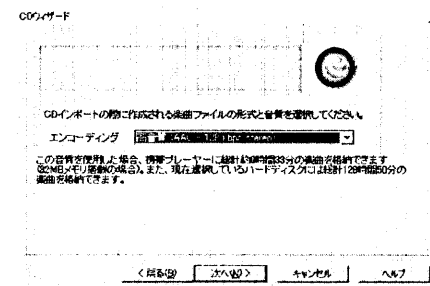 CDウィザード
CDインポートの際に作成される楽曲ファイルの形式と音質を選択してください。
エンコーディング
この音質を使用した場合、携帯プレーヤーに総計約0時間33分の楽曲を格納できます
(32MBメモリ搭載の場合)。また、現在選択しているハードディスクには総計128時間50分の
楽曲を格納できます。
<戻る(B) 次へ(N)> キャンセル ヘルプ